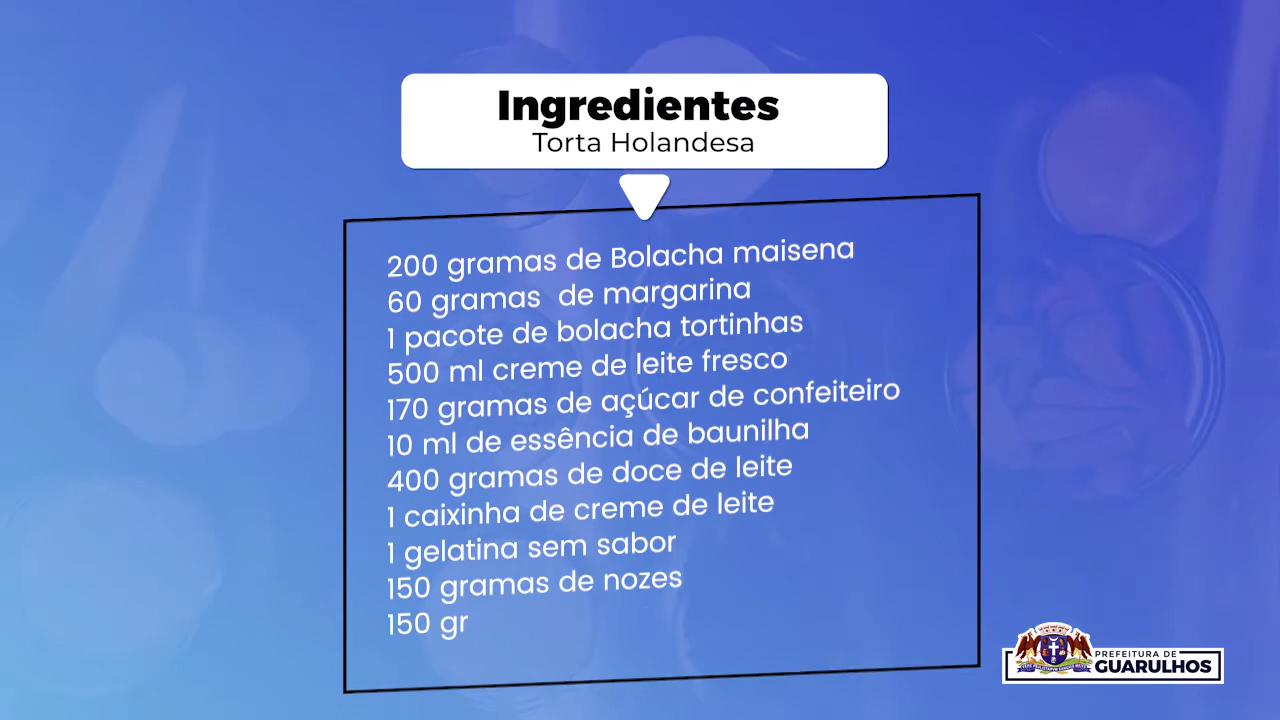 Ingredientes
Torta Holandesa
200 gramas de Bolacha maisena
60 gramas  de margarina
1 pacote de bolacha tortinhas
500 ml creme de leite fresco
170 gramas de açúcar de confeiteiro
10 ml de essência de baunilha
400 gramas de doce de leite
1 caixinha de creme de leite
1 gelatina sem sabor
150 gramas de nozes
150 gr
PREFEITURA DE
GUARULHOS